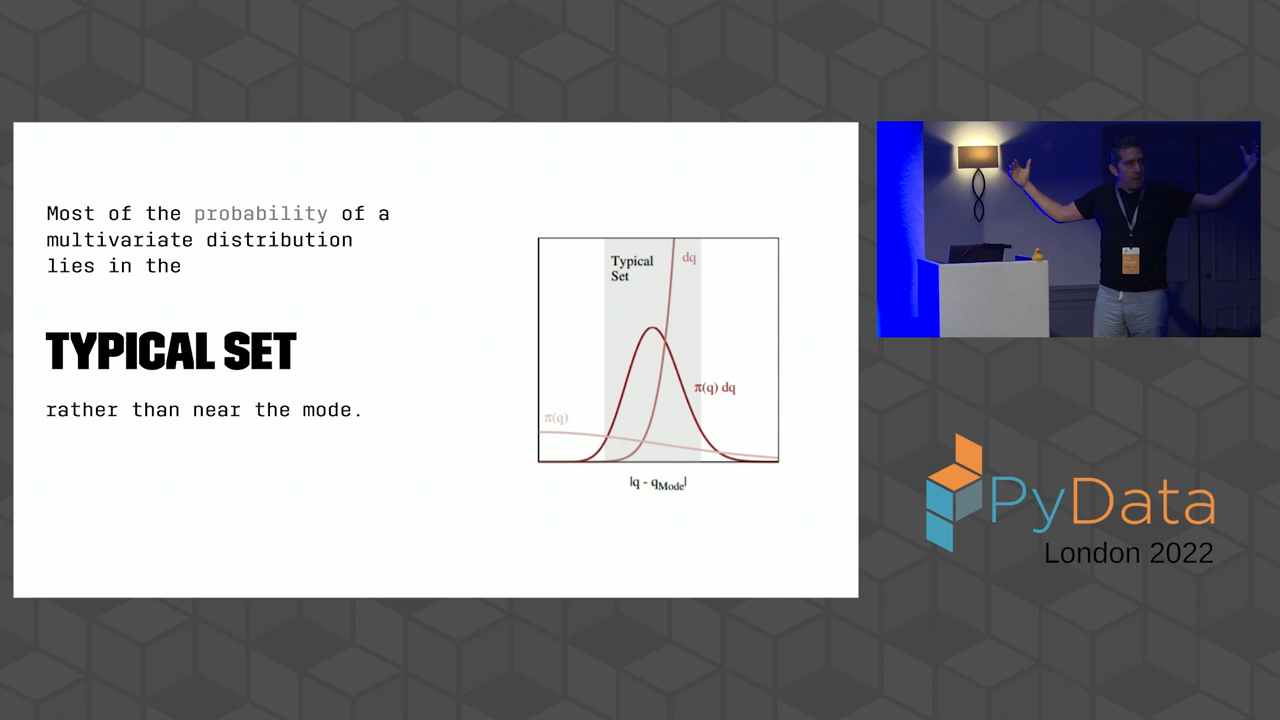 Most of the probability of a
multivariate distribution
lies in the
TYPICAL SET
rather than near the mode.
Typical
Set
dq
π(q) dq
π(q)
|q - qMode|
PyData
London 2022